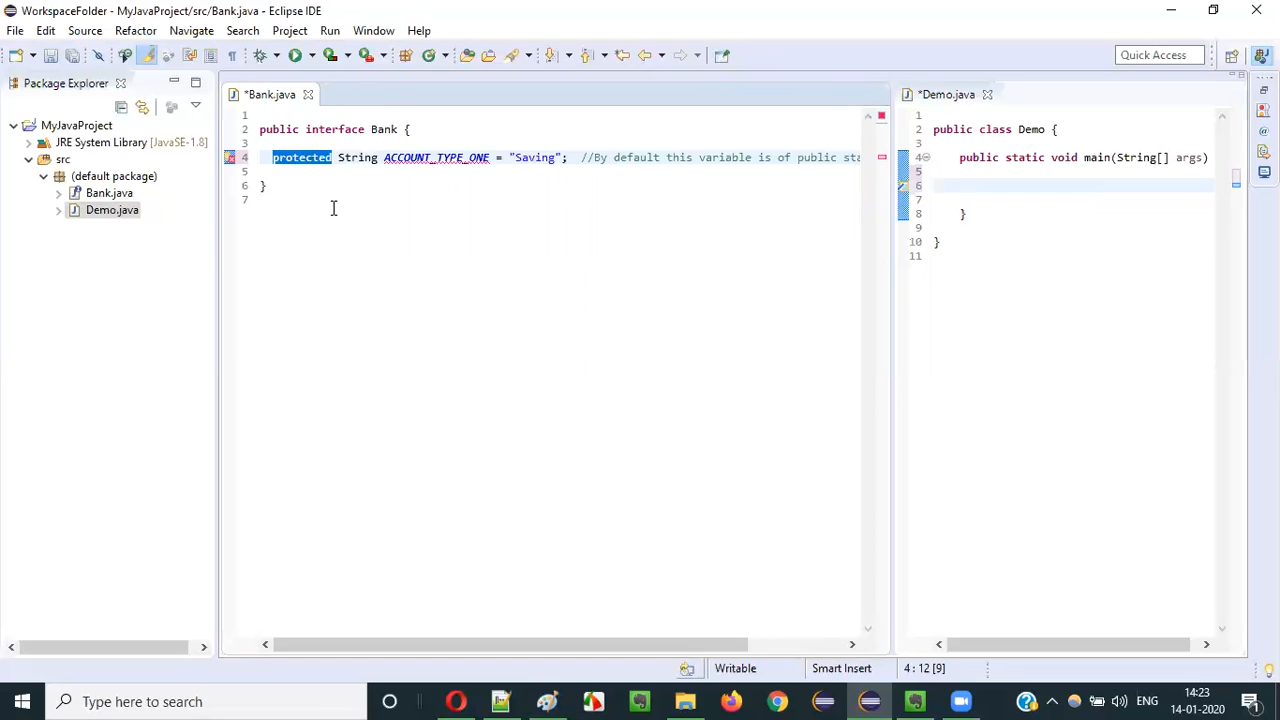 WorkspaceFolder - MyJavaProject/src/Bank.java - Eclipse IDE
File Edit Source Refactor Navigate Search Project Run Window Help
Quick Access
Package Explorer
MyJavaProject
JRE System Library [JavaSE-1.8]
src
(default package)
Bank.java
Demo.java
*Bank.java
1
2 public interface Bank {
3
4 protected String ACCOUNT_TYPE_ONE = "Saving"; //By default this variable is of public sta
5
6 }
7
*Demo.java
1
2 public class Demo {
3
4 public static void main(String[] args)
5
6
7
8 }
9
10 }
11
Writable Smart Insert 4 : 12 [9]
Type here to search
ENG
14:23
14-01-2020
1